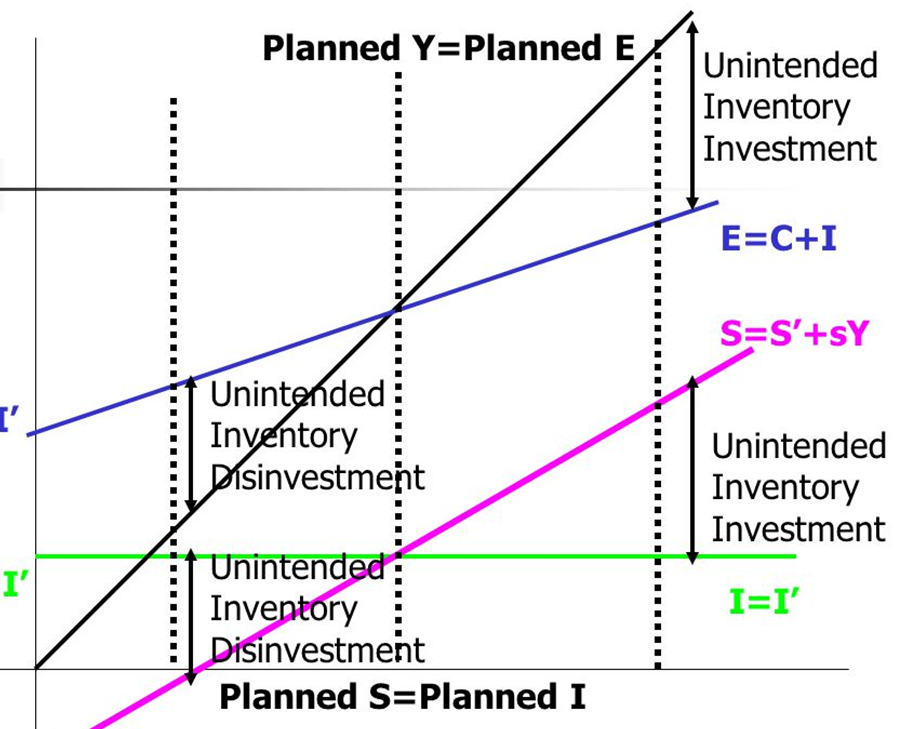 Planned Y=Planned E
Unintended
Inventory
Investment
E=C+I
S=S’+sY
I’
Unintended
Inventory
Disinvestment
Unintended
Inventory
Investment
I’
Unintended
Inventory
Disinvestment
I=I’
Planned S=Planned I